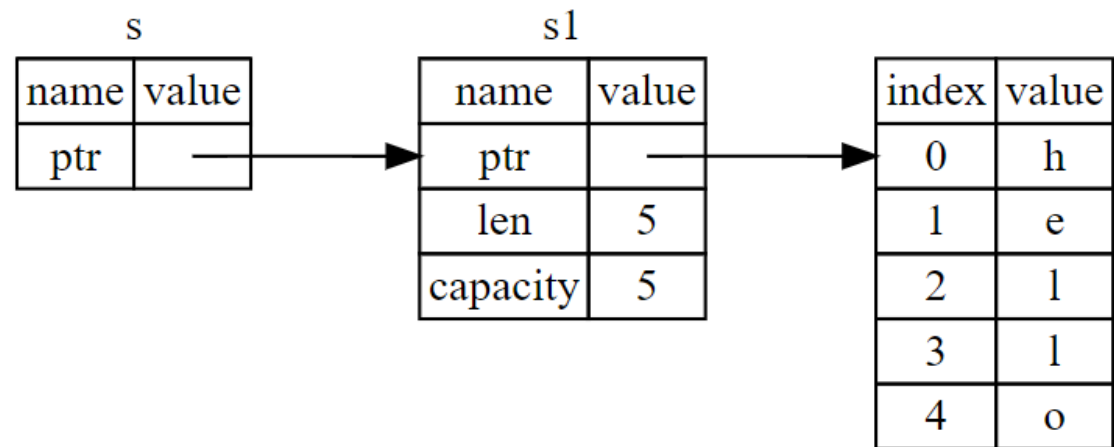 s
name value
ptr
s1
name value
ptr
len 5
capacity 5
index value
0 h
1 e
2 l
3 l
4 o